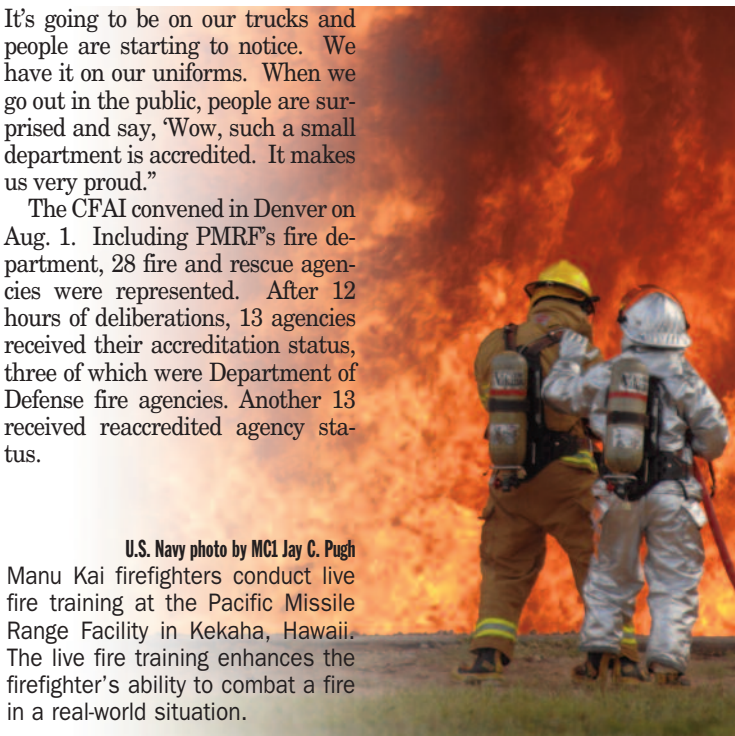 It's going to be on our trucks and
people are starting to notice. We
have it on our uniforms. When we
go out in the public, people are sur-
prised and say, ‘Wow, such a small
department is accredited. It makes
us very proud.”
The CFAI convened in Denver on
Aug. 1. Including PMRF's fire de-
partment, 28 fire and rescue agen-
cies were represented. After 12
hours of deliberations, 13 agencies
received their accreditation status,
three of which were Department of
Defense fire agencies. Another 13
received reaccredited agency sta-
tus.
U.S. Navy photo by MC1 Jay C. Pugh
Manu Kai firefighters conduct live
fire training at the Pacific Missile
Range Facility in Kekaha, Hawaii.
The live fire training enhances the
firefighter's ability to combat a fire
in a real-world situation.